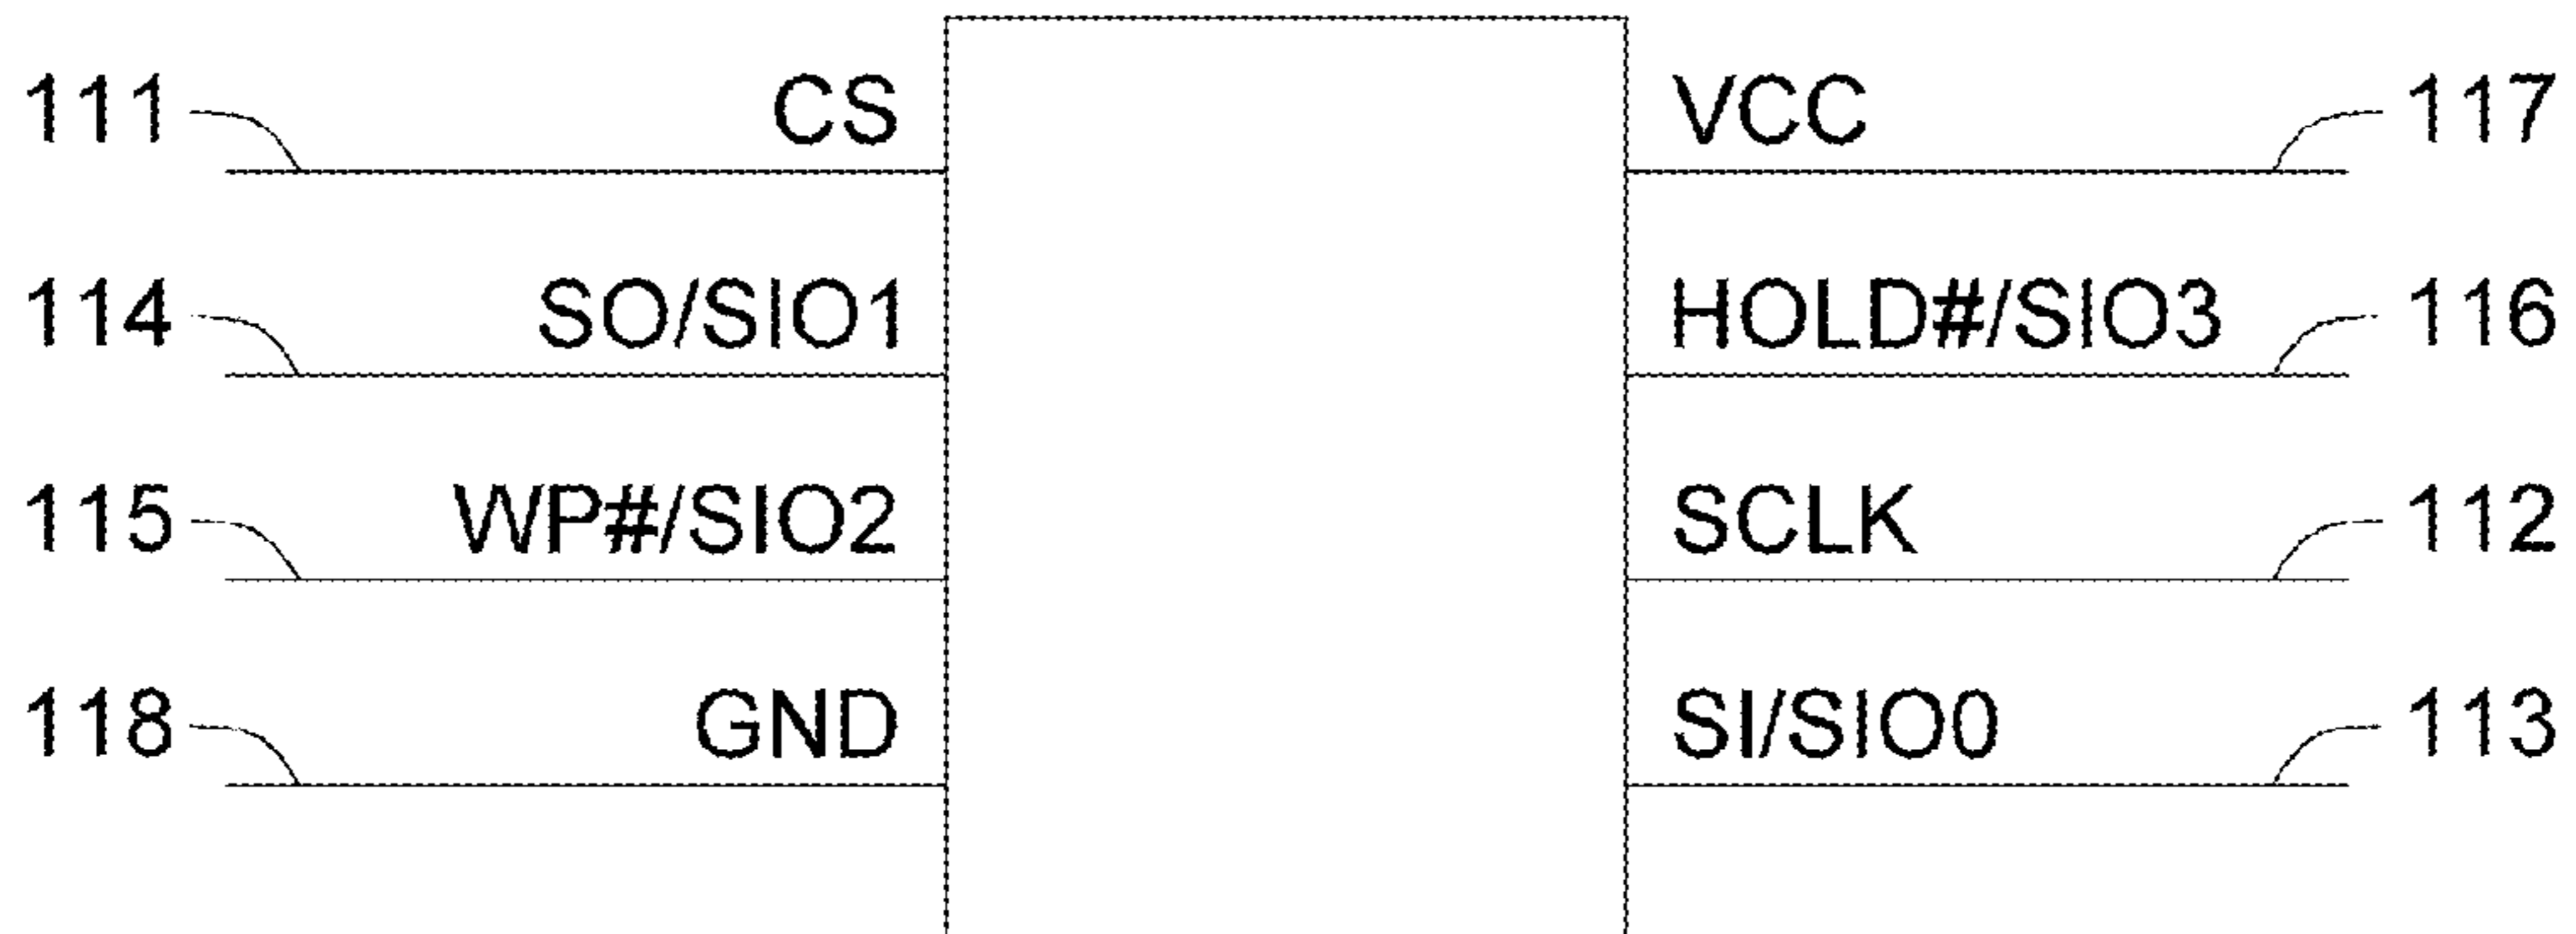 111 CS VCC 117
114 SO/SIO1 HOLD#/SIO3 116
115 WP#/SIO2 SCLK 112
118 GND SI/SIO0 113